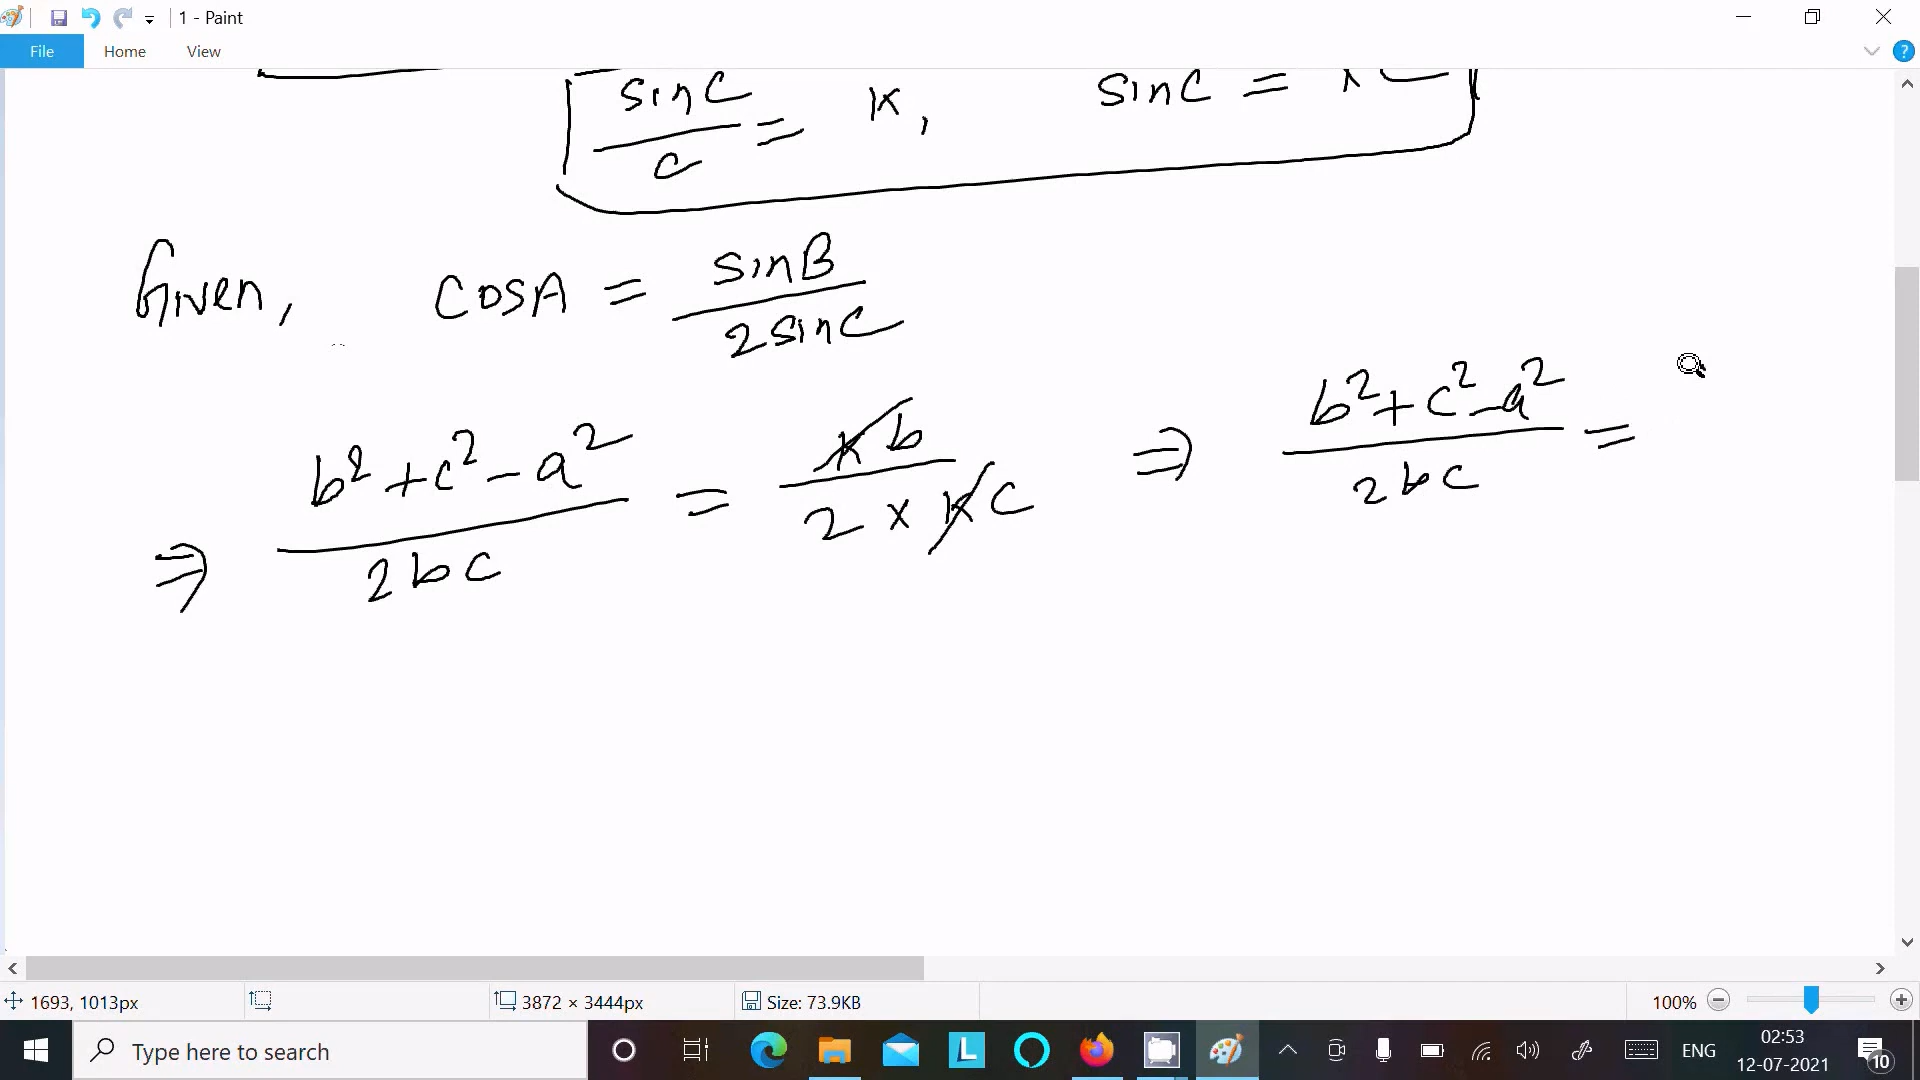 1 - Paint
File Home View
sinC/c = K, sinC = KC
Given, COSA = sinB/2sinC
⇒ b²+c²-a²/2bc = Kb/2×Kc ⇒ b²+c²-a²/2bc =
1693, 1013px 3872 × 3444px Size: 73.9KB 100%
Type here to search
L
ENG
02:53
12-07-2021
10